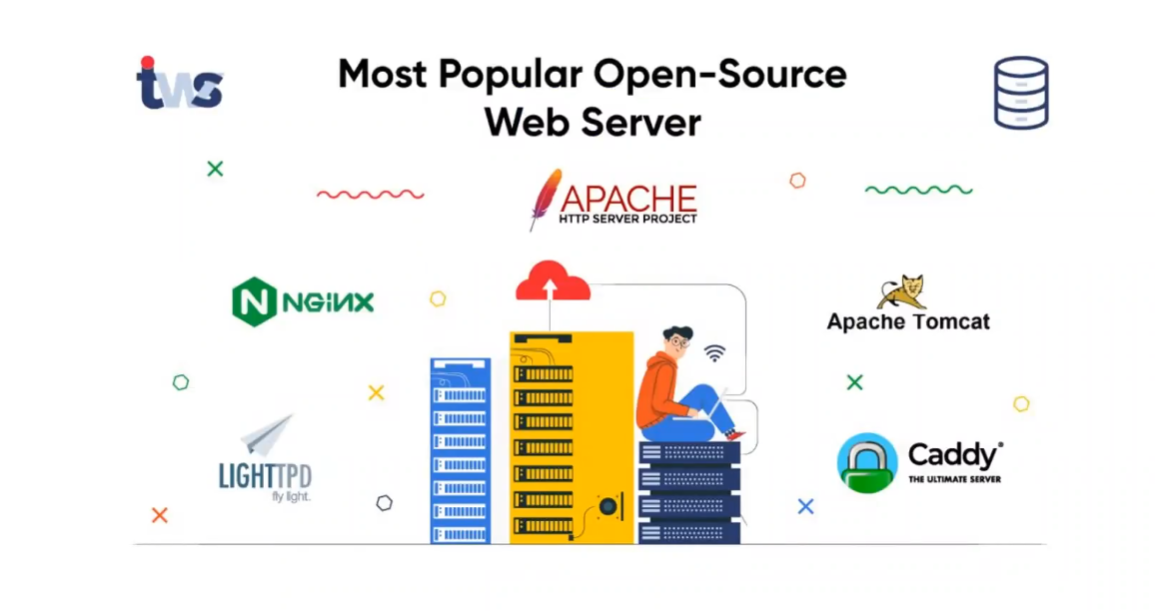 tws
Most Popular Open-Source
Web Server
APACHE
HTTP SERVER PROJECT
N NGINX
Apache Tomcat
LIGHTTPD
fly light.
Caddy®
THE ULTIMATE SERVER